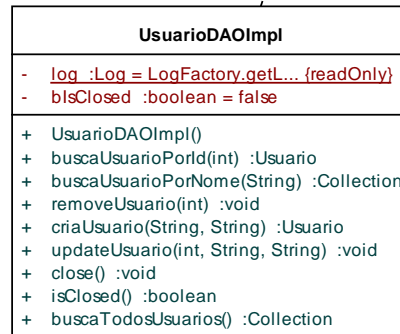 UsuarioDAOImpl
- log :Log = LogFactory.getL... {readOnly}
- bIsClosed :boolean = false
+ UsuarioDAOImpl()
+ buscaUsuarioPorId(int) :Usuario
+ buscaUsuarioPorNome(String) :Collection
+ removeUsuario(int) :void
+ criaUsuario(String, String) :Usuario
+ updateUsuario(int, String, String) :void
+ close() :void
+ isClosed() :boolean
+ buscaTodosUsuarios() :Collection